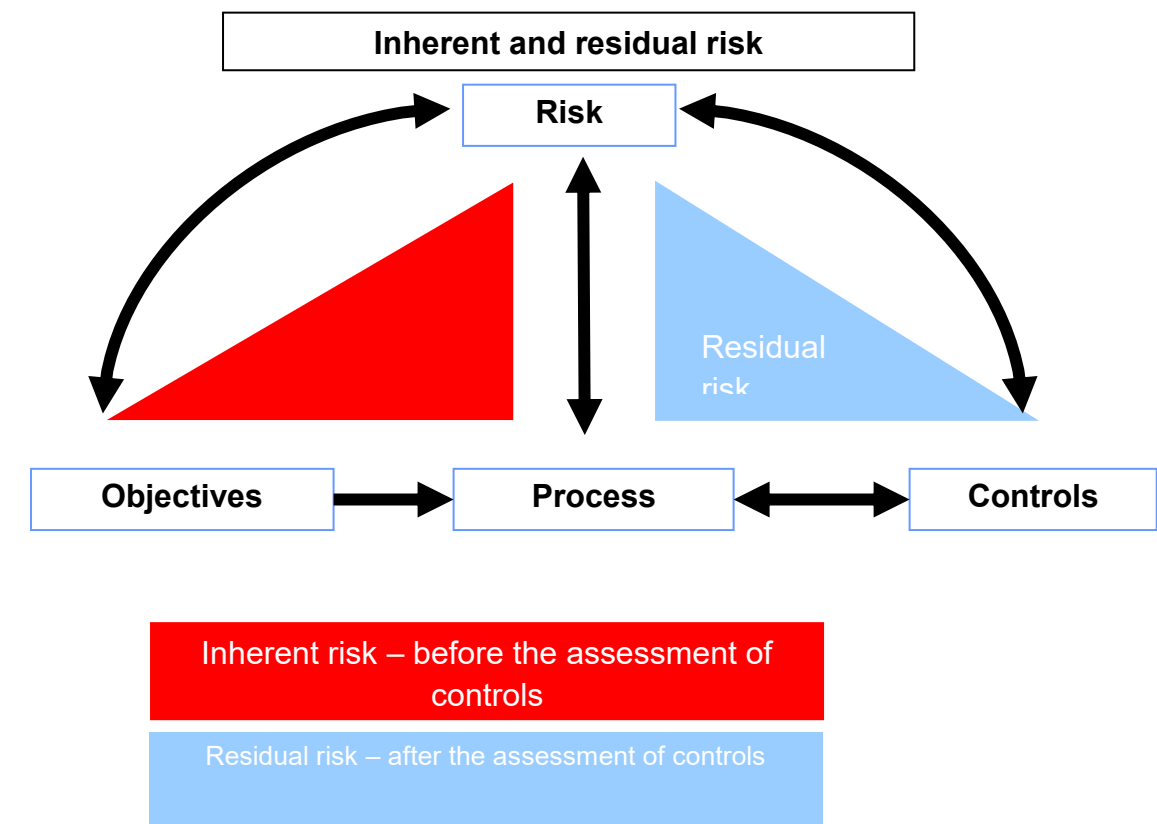 Inherent and residual risk
Risk
Residual
risk
Objectives
Process
Controls
Inherent risk – before the assessment of
controls
Residual risk – after the assessment of controls